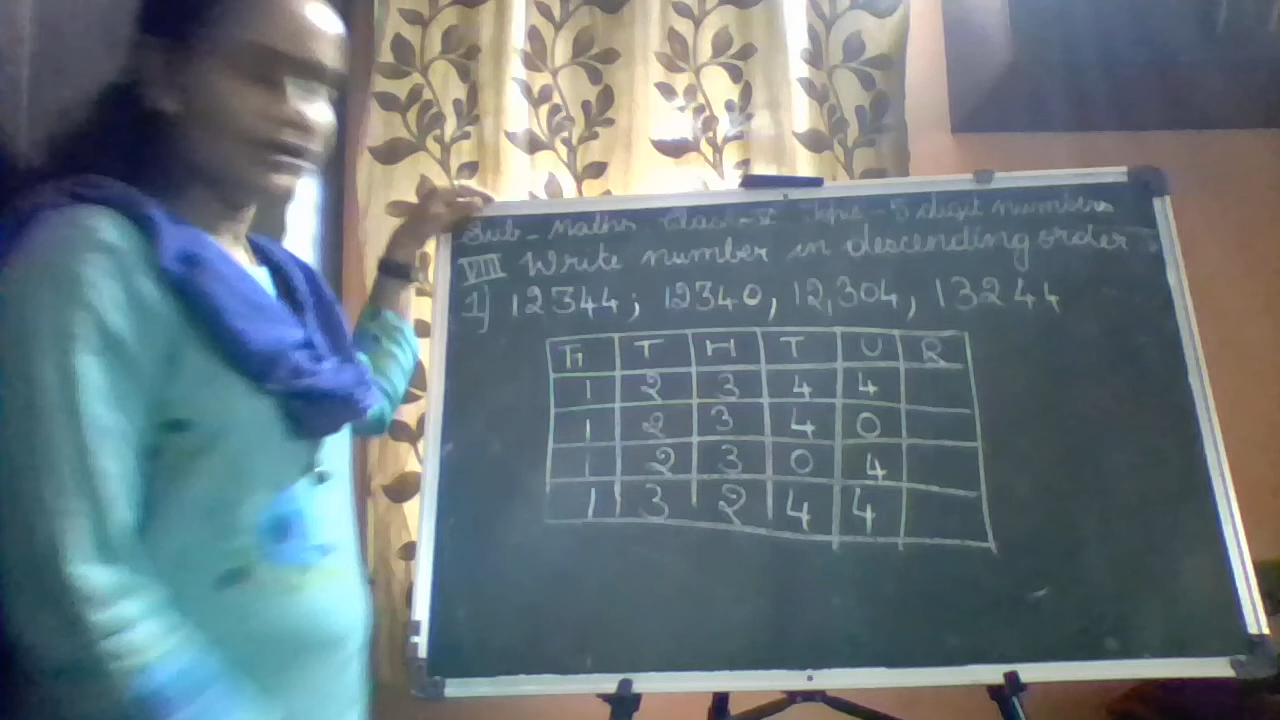 Sub - Maths Class - V - 5 digit numbers
VIII Write number in descending order
1) 12344; 12340, 12,304, 13244
T H T U R
1 2 3 4 4
1 2 3 4 0
1 2 3 0 4
1 3 2 4 4